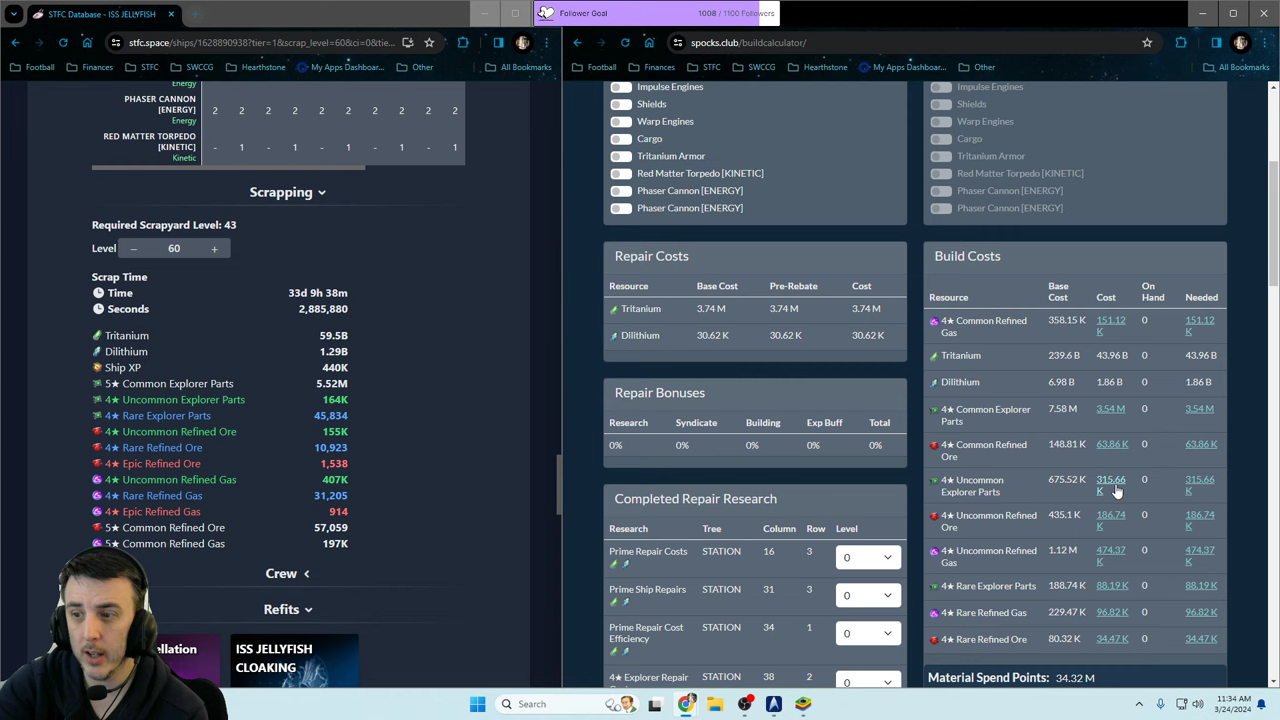 STFC Database - ISS JELLYFISH
Follower Goal
1008 / 1100 Followers
stfc.space/ships/1628890938?tier=1&scrap_level=60&ci=0&tie...
spocks.club/buildcalculator/
Football
Finances
STFC
SWCCG
Hearthstone
My Apps Dashboar...
Other
All Bookmarks
Football
Finances
STFC
SWCCG
Hearthstone
My Apps Dashboar...
Other
All Bookmarks
Energy
PHASER CANNON
[ENERGY]
Energy
2 2 2 2 2 2 2 2 2 2
RED MATTER TORPEDO
[KINETIC]
Kinetic
- 1 - 1 - 1 - 1 - 1
Scrapping
Required Scrapyard Level: 43
Level − 60 +
Scrap Time
Time 33d 9h 38m
Seconds 2,885,880
Tritanium 59.5B
Dilithium 1.29B
Ship XP 440K
5★ Common Explorer Parts 5.52M
4★ Uncommon Explorer Parts 164K
4★ Rare Explorer Parts 45,834
4★ Uncommon Refined Ore 155K
4★ Rare Refined Ore 10,923
4★ Epic Refined Ore 1,538
4★ Uncommon Refined Gas 407K
4★ Rare Refined Gas 31,205
4★ Epic Refined Gas 914
5★ Common Refined Ore 57,059
5★ Common Refined Gas 197K
Crew
Refits
ISS JELLYFISH
CLOAKING
Impulse Engines
Shields
Warp Engines
Cargo
Tritanium Armor
Red Matter Torpedo [KINETIC]
Phaser Cannon [ENERGY]
Phaser Cannon [ENERGY]
Impulse Engines
Shields
Warp Engines
Cargo
Tritanium Armor
Red Matter Torpedo [KINETIC]
Phaser Cannon [ENERGY]
Phaser Cannon [ENERGY]
Repair Costs
Resource Base Cost Pre-Rebate Cost
Tritanium 3.74 M 3.74 M 3.74 M
Dilithium 30.62 K 30.62 K 30.62 K
Repair Bonuses
Research Syndicate Building Exp Buff Total
0% 0% 0% 0% 0%
Completed Repair Research
Research Tree Column Row Level
Prime Repair Costs STATION 16 3 0
Prime Ship Repairs STATION 31 3 0
Prime Repair Cost
Efficiency STATION 34 1 0
4★ Explorer Repair STATION 38 2 0
Build Costs
Resource Base
Cost Cost On
Hand Needed
4★ Common Refined
Gas 358.15 K 151.12
K 0 151.12
K
Tritanium 239.6 B 43.96 B 0 43.96 B
Dilithium 6.98 B 1.86 B 0 1.86 B
4★ Common Explorer
Parts 7.58 M 3.54 M 0 3.54 M
4★ Common Refined
Ore 148.81 K 63.86 K 0 63.86 K
4★ Uncommon
Explorer Parts 675.52 K 315.66
K 0 315.66
K
4★ Uncommon Refined
Ore 435.1 K 186.74
K 0 186.74
K
4★ Uncommon Refined
Gas 1.12 M 474.37
K 0 474.37
K
4★ Rare Explorer Parts 188.74 K 88.19 K 0 88.19 K
4★ Rare Refined Gas 229.47 K 96.82 K 0 96.82 K
4★ Rare Refined Ore 80.32 K 34.47 K 0 34.47 K
Material Spend Points: 34.32 M
Search
11:34 AM
3/24/2024